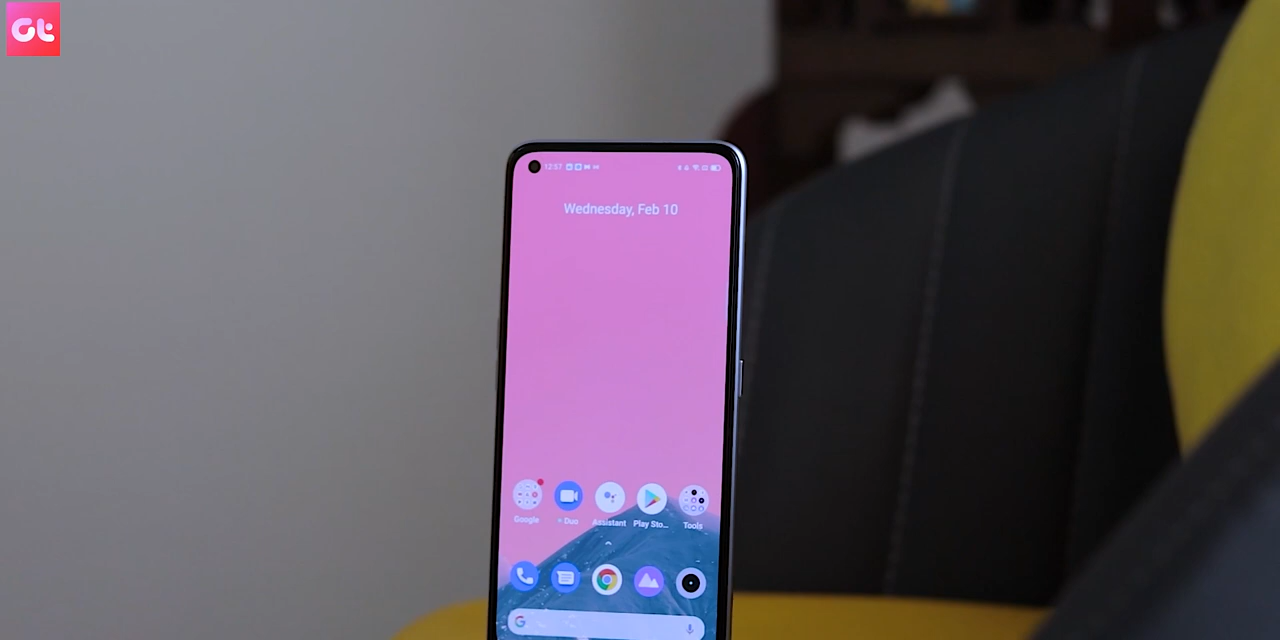 Gt
12:57
Wednesday, Feb 10
Google
Duo
Assistant
Play Sto...
Tools
G